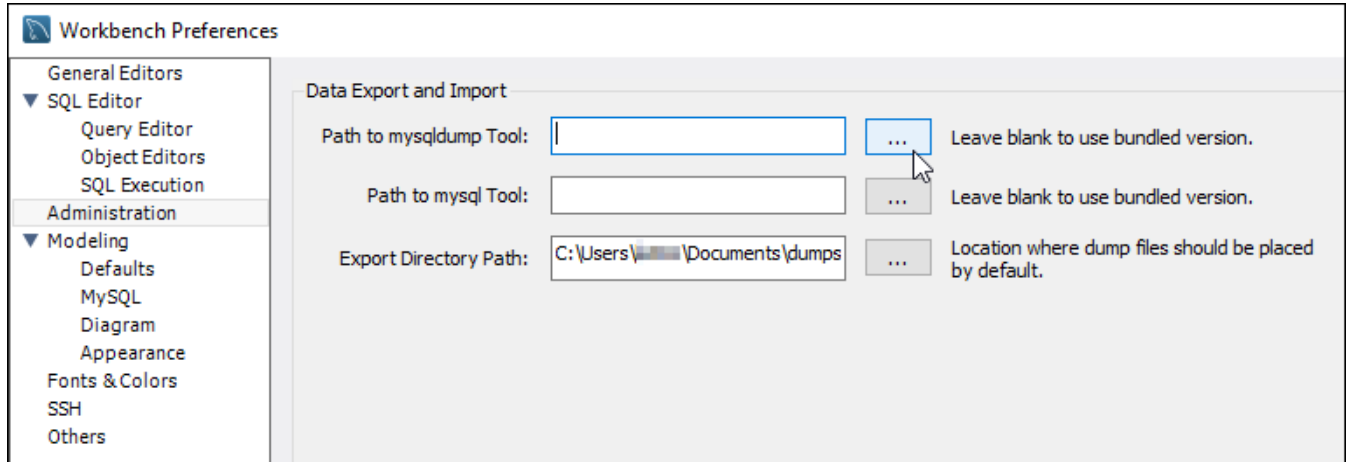 Workbench Preferences
General Editors
SQL Editor
Query Editor
Object Editors
SQL Execution
Administration
Modeling
Defaults
MySQL
Diagram
Appearance
Fonts & Colors
SSH
Others
Data Export and Import
Path to mysqldump Tool:
...
Leave blank to use bundled version.
Path to mysql Tool:
...
Leave blank to use bundled version.
Export Directory Path:
C:\Users\ \Documents\dumps
...
Location where dump files should be placed
by default.